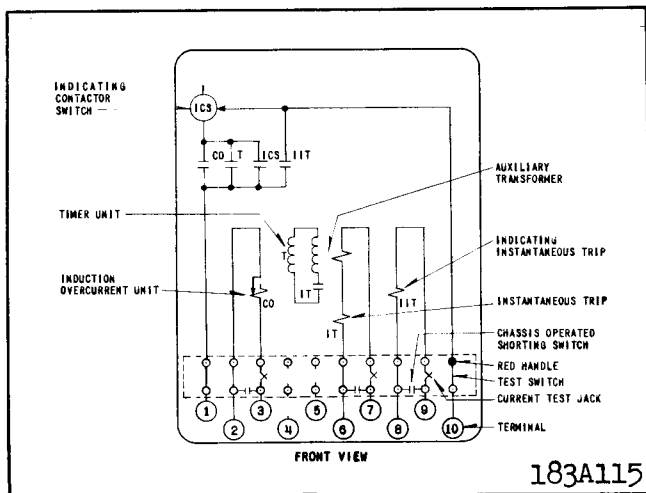 INDICATING
CONTACTOR
SWITCH
ICS
CO
T
ICS
IIT
AUXILIARY
TRANSFORMER
TIMER UNIT
T
IT
INDICATING
INSTANTANEOUS TRIP
INDUCTION
OVERCURRENT UNIT
CO
IIT
IT
INSTANTANEOUS TRIP
CHASSIS OPERATED
SHORTING SWITCH
RED HANDLE
TEST SWITCH
CURRENT TEST JACK
1
2
3
4
5
6
7
8
9
10
TERMINAL
FRONT VIEW
183A115